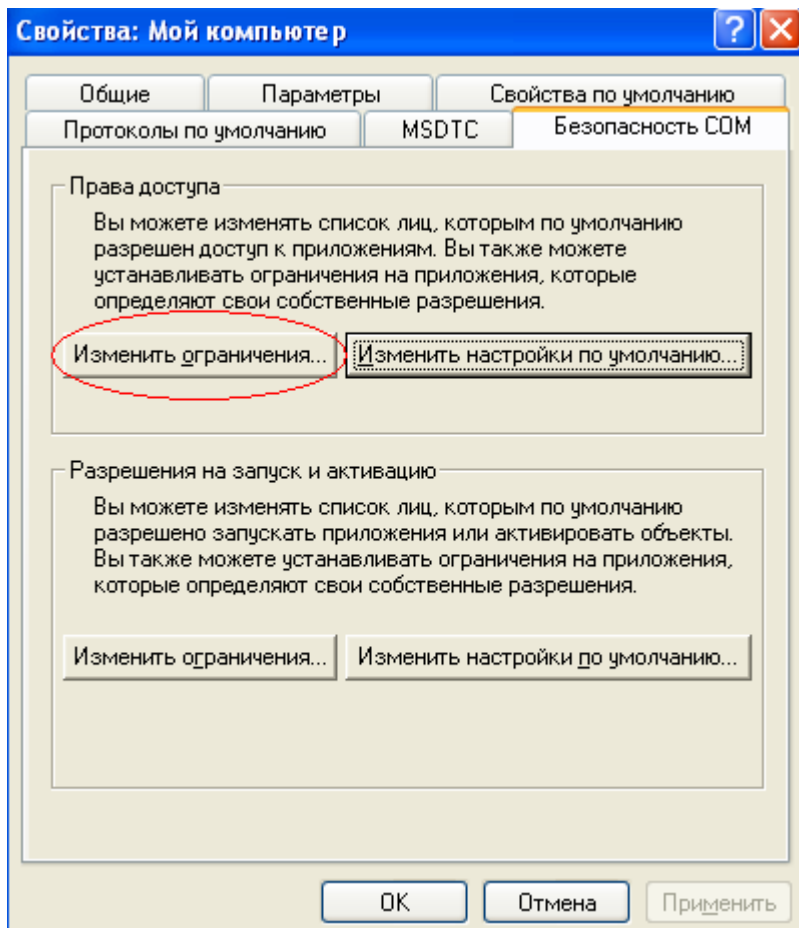 Свойства: Мой компьютер
Общие Параметры Свойства по умолчанию
Протоколы по умолчанию MSDTC Безопасность COM
Права доступа
Вы можете изменять список лиц, которым по умолчанию
разрешен доступ к приложениям. Вы также можете
устанавливать ограничения на приложения, которые
определяют свои собственные разрешения.
Изменить ограничения... Изменить настройки по умолчанию...
Разрешения на запуск и активацию
Вы можете изменять список лиц, которым по умолчанию
разрешено запускать приложения или активировать объекты.
Вы также можете устанавливать ограничения на приложения,
которые определяют свои собственные разрешения.
Изменить ограничения... Изменить настройки по умолчанию...
ОК Отмена Применить